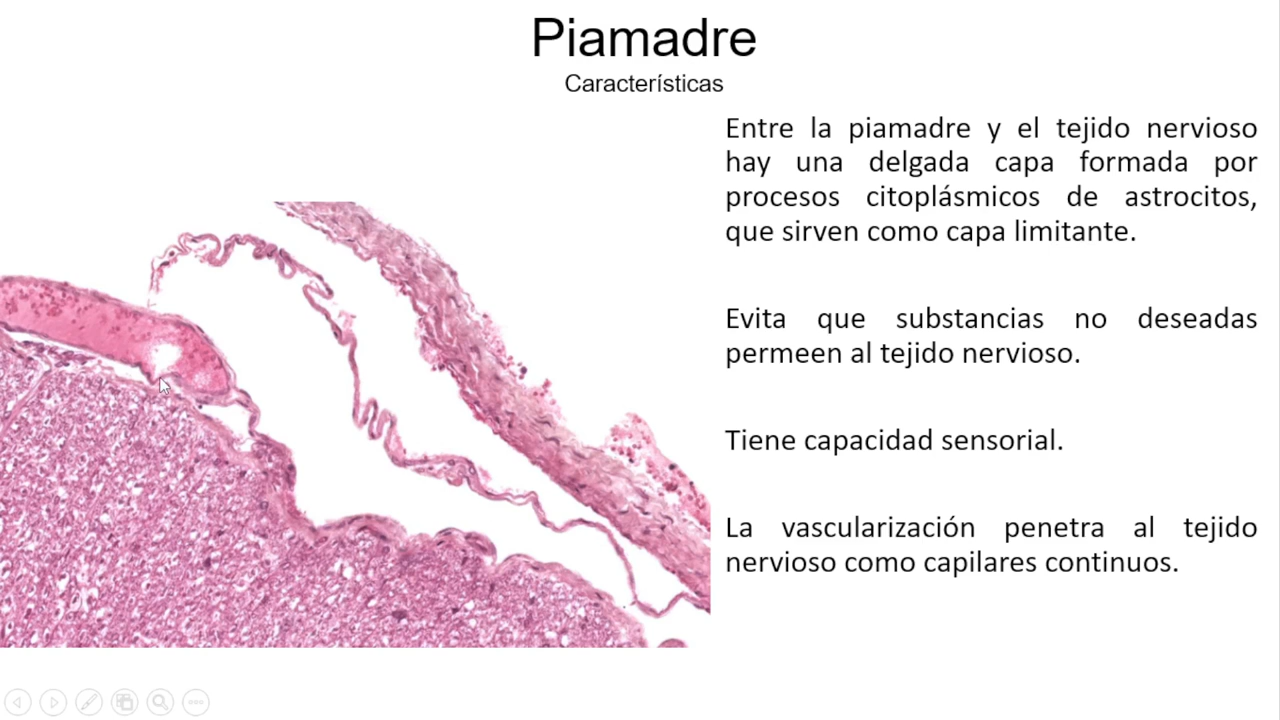 Piamadre
Características
Entre la piamadre y el tejido nervioso
hay una delgada capa formada por
procesos citoplásmicos de astrocitos,
que sirven como capa limitante.
Evita que substancias no deseadas
permeen al tejido nervioso.
Tiene capacidad sensorial.
La vascularización penetra al tejido
nervioso como capilares continuos.